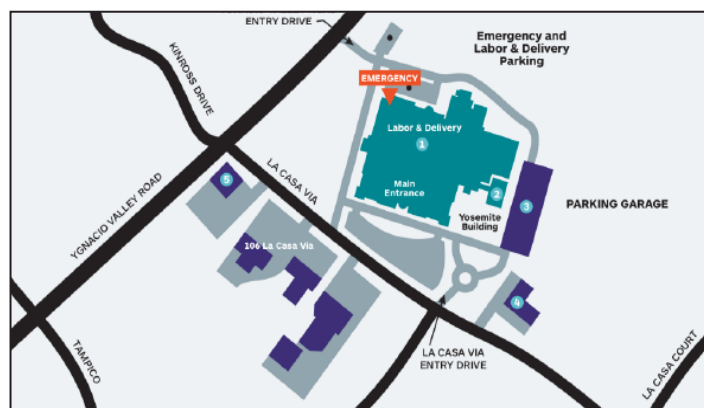 ENTRY DRIVE
Emergency and
Labor & Delivery
Parking
KINROSS DRIVE
EMERGENCY
Labor & Delivery
1
LA CASA VIA
5
Main
Entrance
2
3
PARKING GARAGE
Yosemite
Building
YGNACIO VALLEY ROAD
106 La Casa Via
4
LA CASA VIA
ENTRY DRIVE
TAMPICO
LA CASA COURT